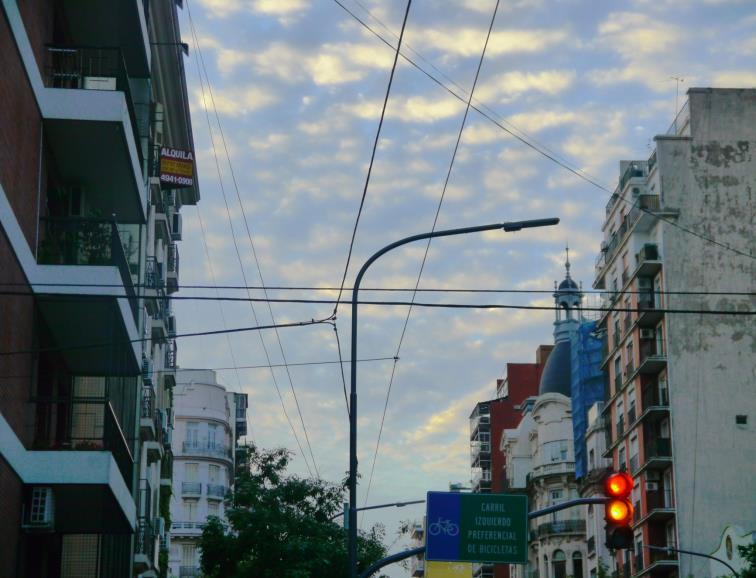 ALQUILA
4941-0900
CARRIL
IZQUIERDO
PREFERENCIAL
DE BICICLETAS